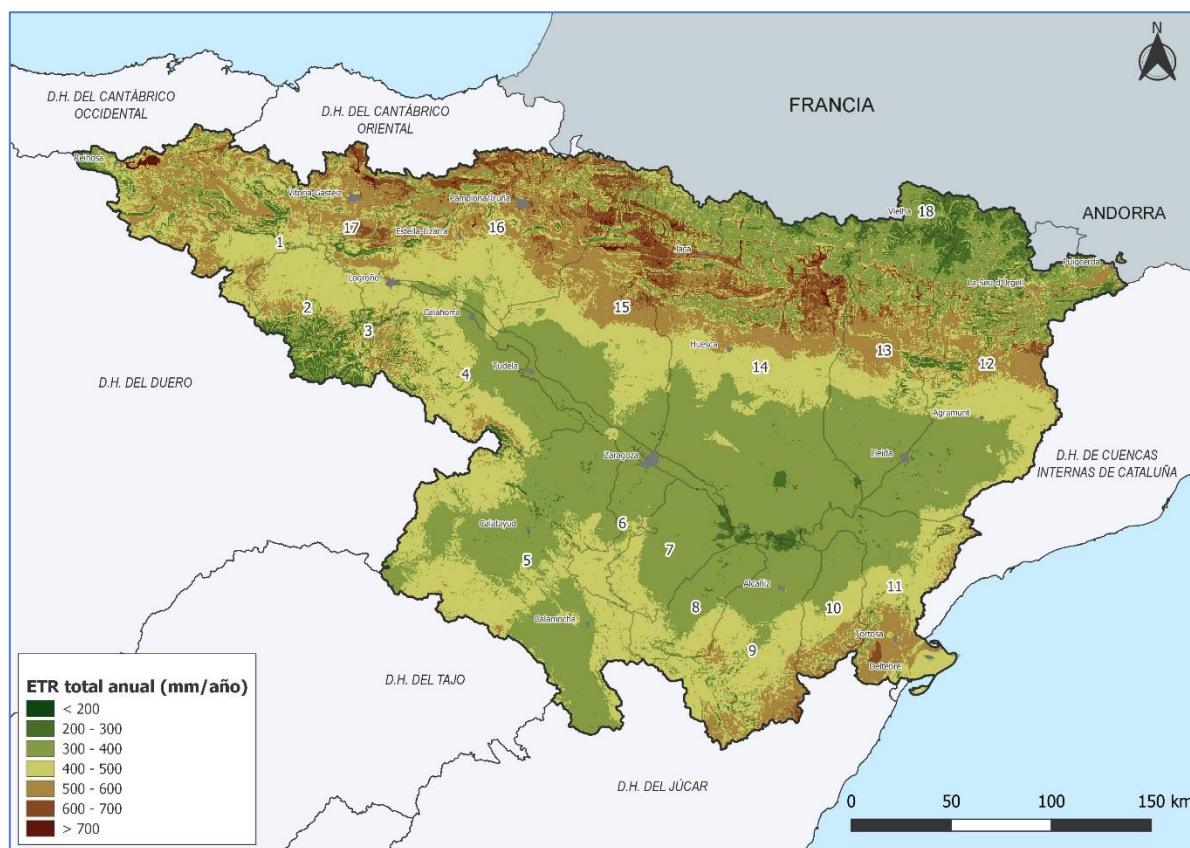 N
D.H. DEL CANTÁBRICO
OCCIDENTAL
D.H. DEL CANTÁBRICO
ORIENTAL
FRANCIA
ANDORRA
Reinosa
Vitoria-Gasteiz
Pamplona/Iruña
Estella-Lizarra
Vielha
18
Puigcerdà
La Seu d'Urgell
Jaca
1
17
16
Logroño
2
3
Calahorra
15
Huesca
14
13
12
4
Tudela
Agramunt
D.H. DEL DUERO
Zaragoza
Lleida
D.H. DE CUENCAS
INTERNAS DE CATALUÑA
Calatayud
6
7
5
Alcañiz
8
10
11
Calamocha
9
Tortosa
Deltebre
D.H. DEL TAJO
D.H. DEL JÚCAR
ETR total anual (mm/año)
< 200
200 - 300
300 - 400
400 - 500
500 - 600
600 - 700
> 700
0 50 100 150 km